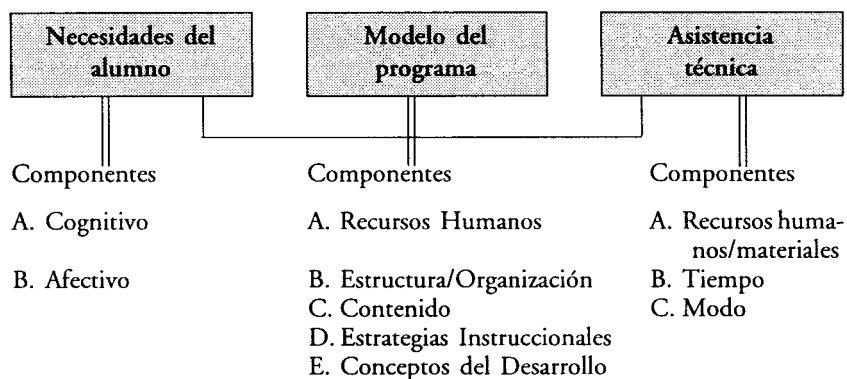 Necesidades del
alumno
Modelo del
programa
Asistencia
técnica
Componentes
A. Cognitivo
B. Afectivo
Componentes
A. Recursos Humanos
B. Estructura/Organización
C. Contenido
D. Estrategias Instruccionales
E. Conceptos del Desarrollo
Componentes
A. Recursos huma-
nos/materiales
B. Tiempo
C. Modo